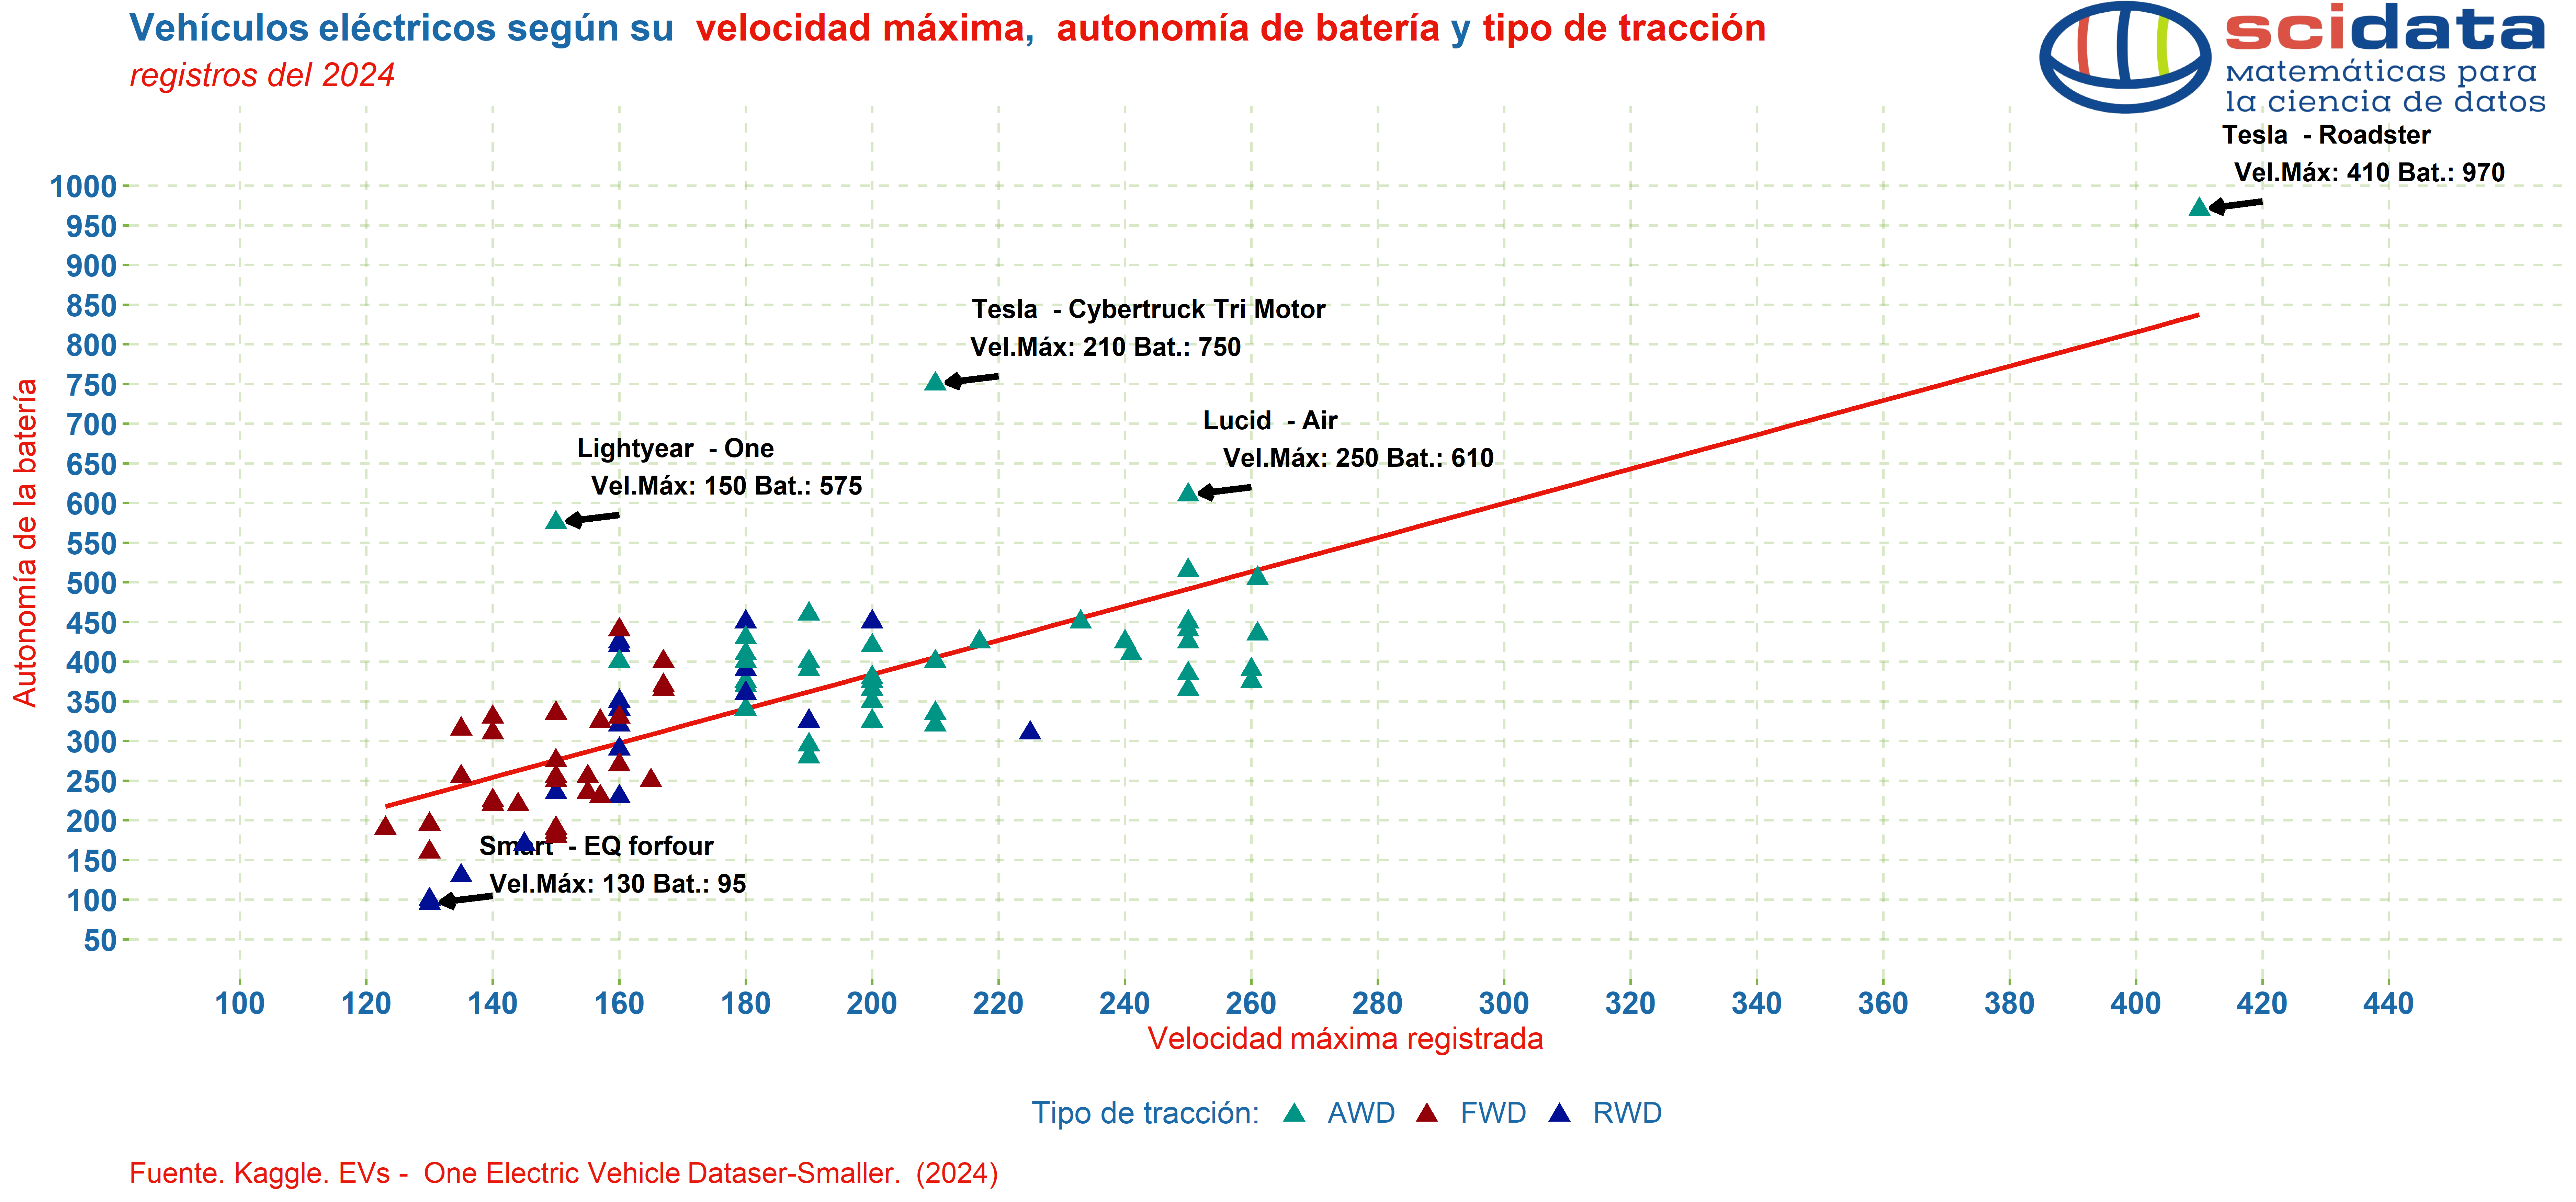 Vehículos eléctricos según su velocidad máxima, autonomía de batería y tipo de tracción
registros del 2024
scidata
Matemáticas para
la ciencia de datos
Tesla - Roadster
Vel.Máx: 410 Bat.: 970
Tesla - Cybertruck Tri Motor
Vel.Máx: 210 Bat.: 750
Lucid - Air
Vel.Máx: 250 Bat.: 610
Lightyear - One
Vel.Máx: 150 Bat.: 575
Smart - EQ forfour
Vel.Máx: 130 Bat.: 95
Autonomía de la batería
1000
950
900
850
800
750
700
650
600
550
500
450
400
350
300
250
200
150
100
50
100 120 140 160 180 200 220 240 260 280 300 320 340 360 380 400 420 440
Velocidad máxima registrada
Tipo de tracción: AWD FWD RWD
Fuente. Kaggle. EVs - One Electric Vehicle Dataser-Smaller. (2024)